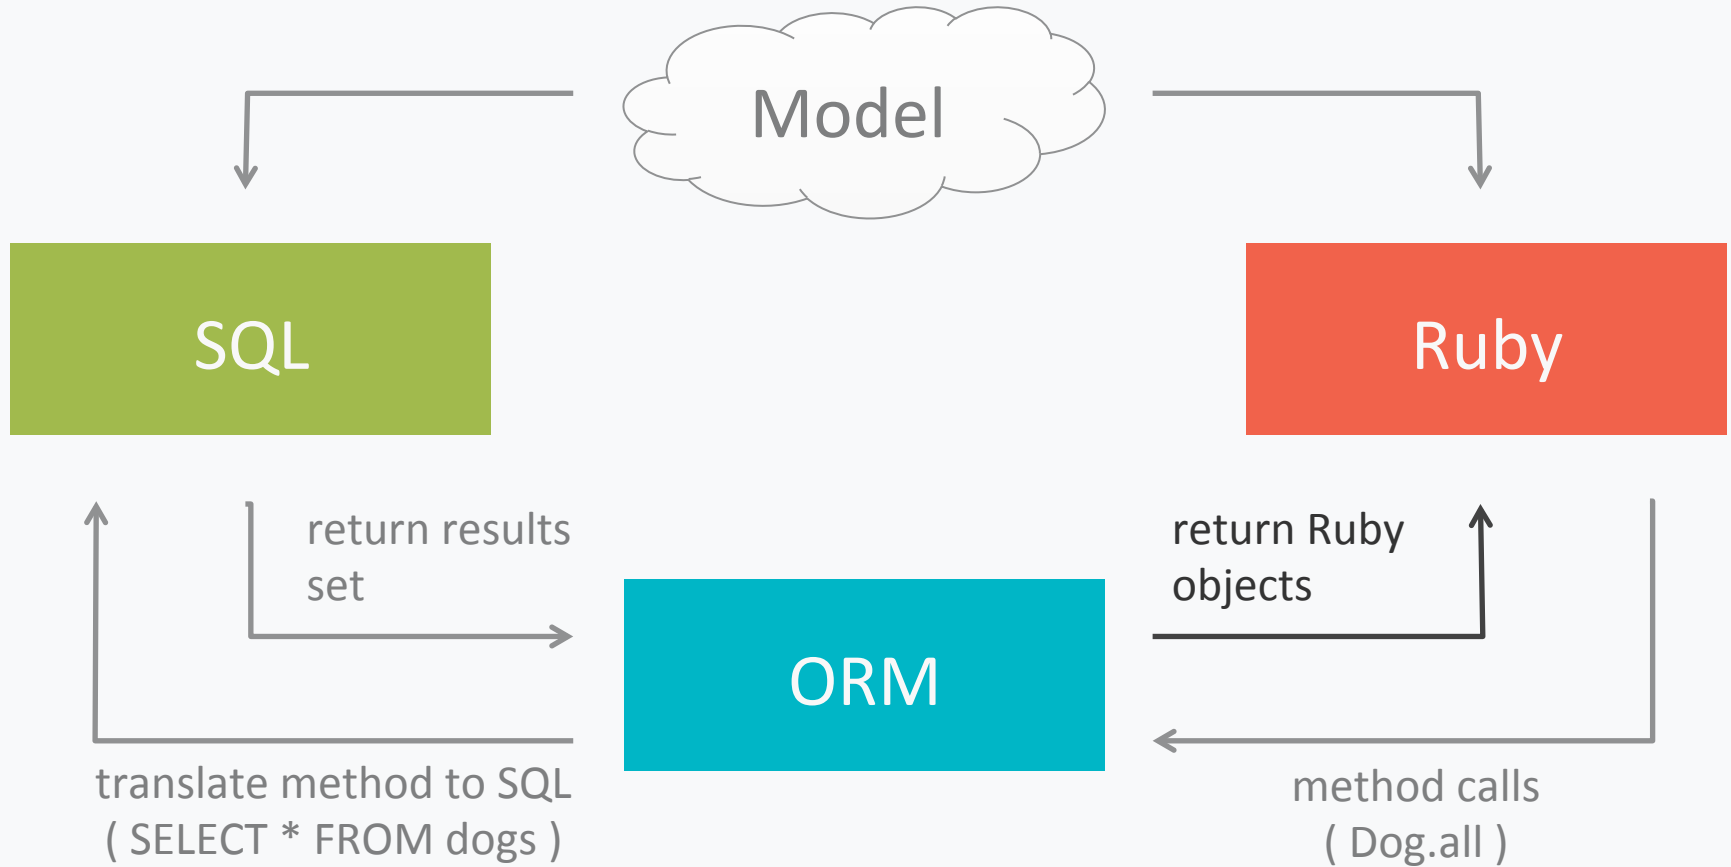 Model
SQL
Ruby
return results
set
return Ruby
objects
ORM
translate method to SQL
( SELECT * FROM dogs )
method calls
( Dog.all )